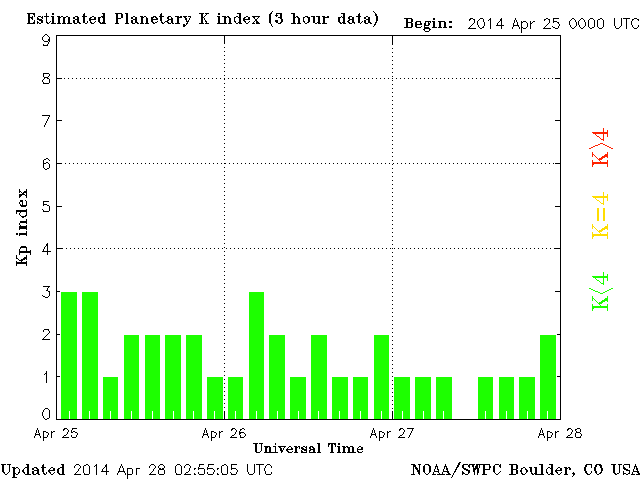 Estimated Planetary K index (3 hour data)
Begin: 2014 Apr 25 0000 UTC
9
8
7
6
5
4
3
2
1
0
Kp index
K>4
K=4
K<4
Apr 25
Apr 26
Apr 27
Apr 28
Universal Time
Updated 2014 Apr 28 02:55:05 UTC
NOAA/SWPC Boulder, CO USA